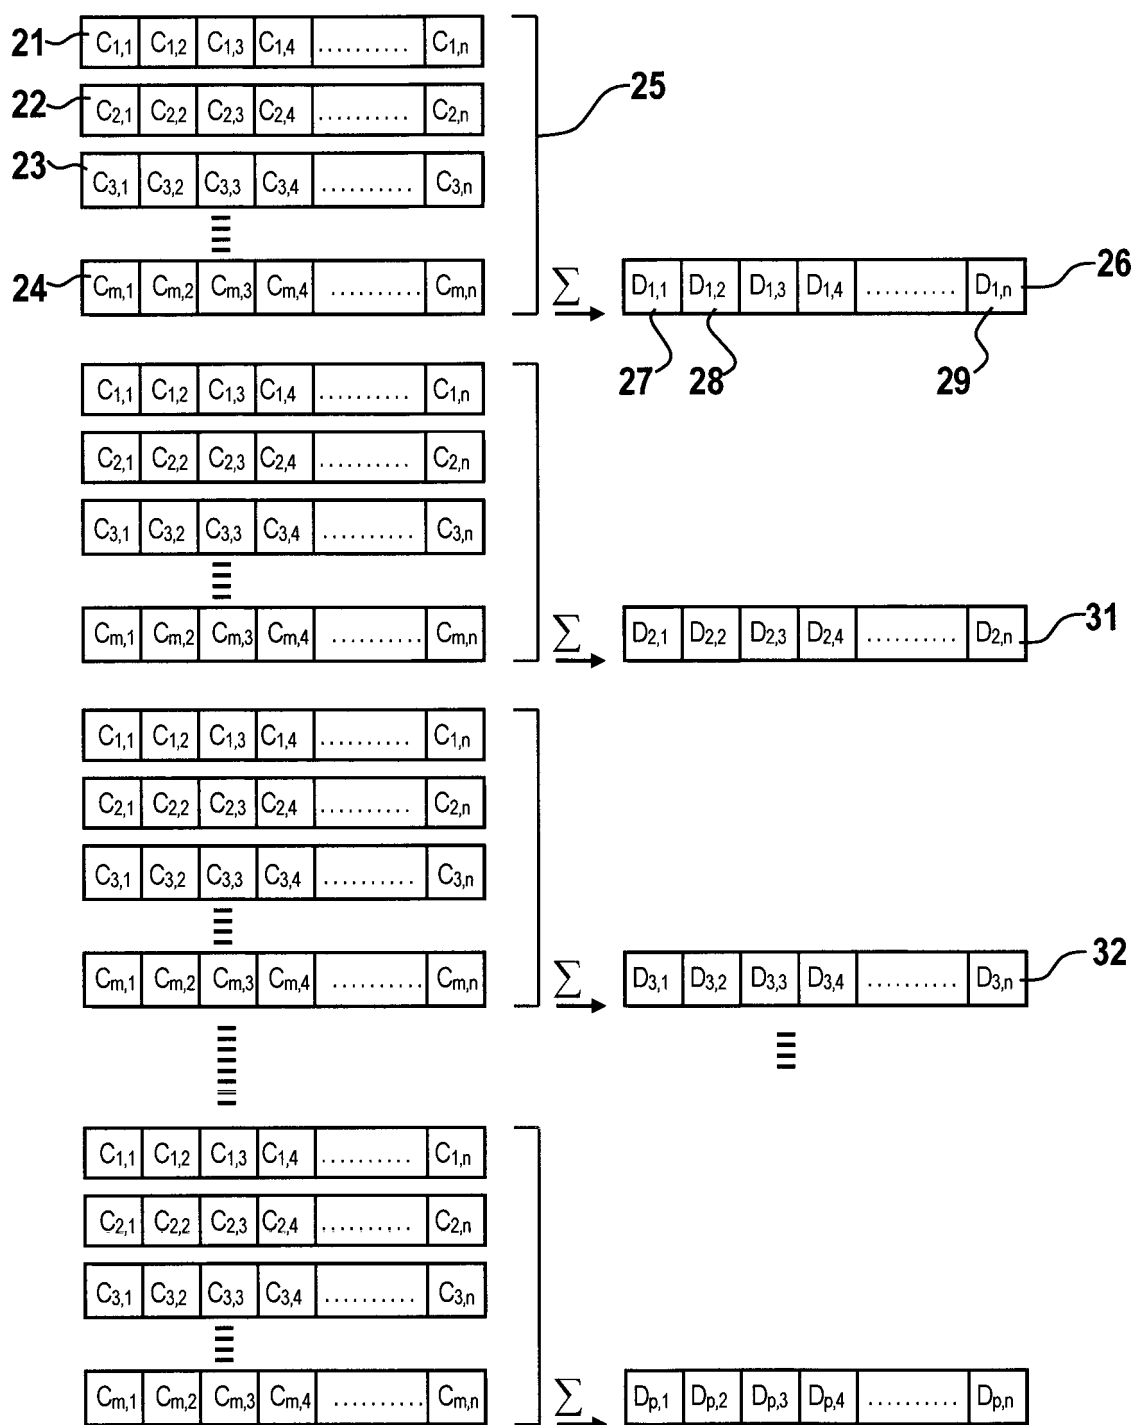 21 C1,1 C1,2 C1,3 C1,4 .......... C1,n
22 C2,1 C2,2 C2,3 C2,4 .......... C2,n 25
23 C3,1 C3,2 C3,3 C3,4 .......... C3,n
24 Cm,1 Cm,2 Cm,3 Cm,4 .......... Cm,n ∑ D1,1 D1,2 D1,3 D1,4 .......... D1,n 26
27 28 29
C1,1 C1,2 C1,3 C1,4 .......... C1,n
C2,1 C2,2 C2,3 C2,4 .......... C2,n
C3,1 C3,2 C3,3 C3,4 .......... C3,n
Cm,1 Cm,2 Cm,3 Cm,4 .......... Cm,n ∑ D2,1 D2,2 D2,3 D2,4 .......... D2,n 31
C1,1 C1,2 C1,3 C1,4 .......... C1,n
C2,1 C2,2 C2,3 C2,4 .......... C2,n
C3,1 C3,2 C3,3 C3,4 .......... C3,n
Cm,1 Cm,2 Cm,3 Cm,4 .......... Cm,n ∑ D3,1 D3,2 D3,3 D3,4 .......... D3,n 32
C1,1 C1,2 C1,3 C1,4 .......... C1,n
C2,1 C2,2 C2,3 C2,4 .......... C2,n
C3,1 C3,2 C3,3 C3,4 .......... C3,n
Cm,1 Cm,2 Cm,3 Cm,4 .......... Cm,n ∑ Dp,1 Dp,2 Dp,3 Dp,4 .......... Dp,n